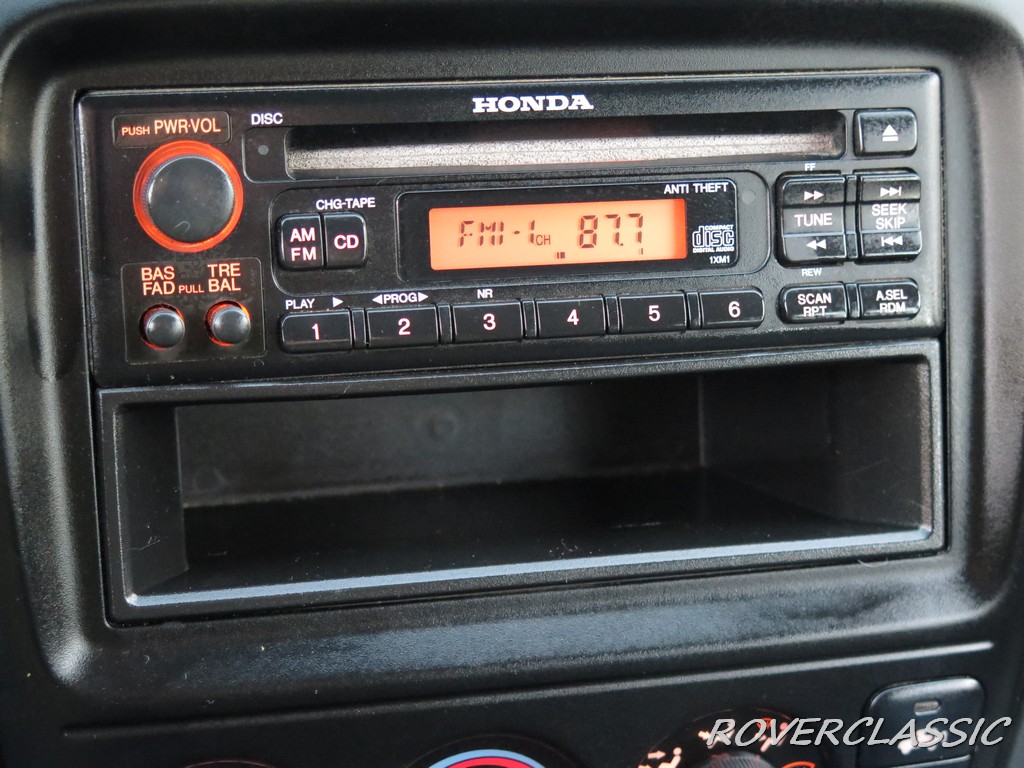 HONDA
PUSH PWR·VOL
DISC
CHG-TAPE
AM
FM
CD
ANTI THEFT
FM1-1 CH 87.7
COMPACT
disc
DIGITAL AUDIO
1XM1
FF
TUNE
REW
SEEK
SKIP
BAS
FAD
PULL
TRE
BAL
PLAY
PROG
NR
1
2
3
4
5
6
SCAN
RPT
A.SEL
RDM
ROVERCLASSIC